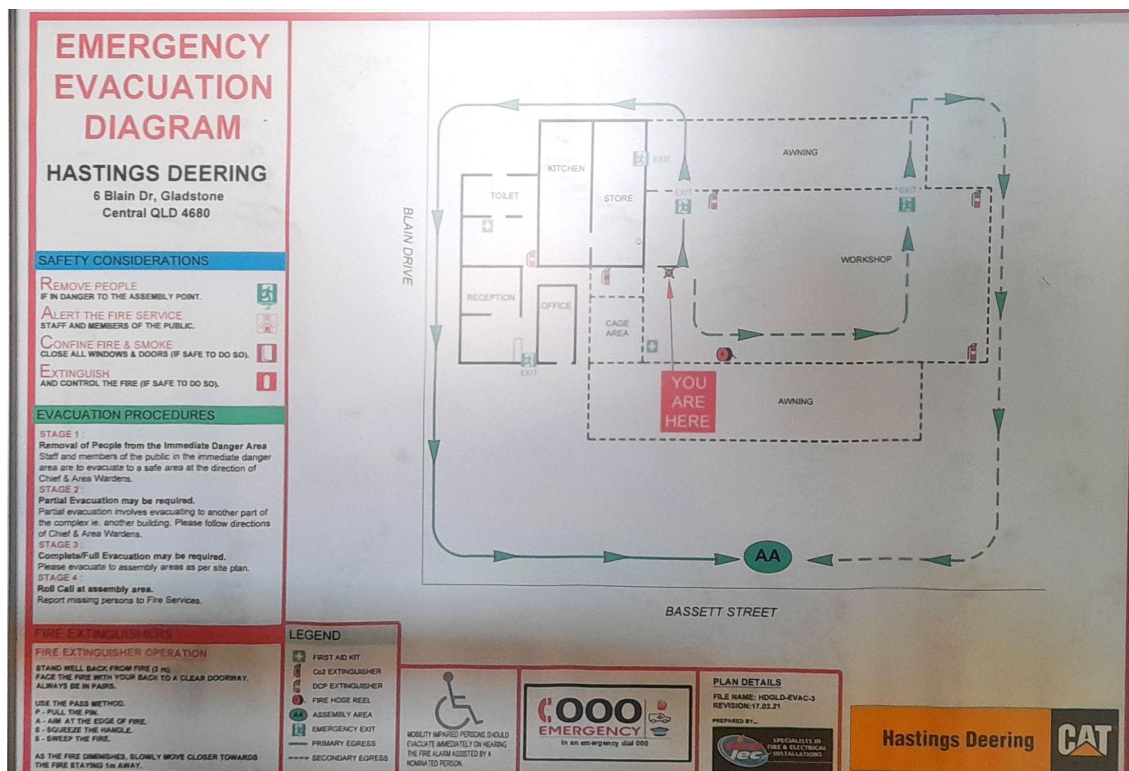 EMERGENCY
EVACUATION
DIAGRAM
HASTINGS DEERING
6 Blain Dr, Gladstone
Central QLD 4680
SAFETY CONSIDERATIONS
REMOVE PEOPLE
IF IN DANGER TO THE ASSEMBLY POINT.
ALERT THE FIRE SERVICE
STAFF AND MEMBERS OF THE PUBLIC.
CONFINE FIRE & SMOKE
CLOSE ALL WINDOWS & DOORS (IF SAFE TO DO SO).
EXTINGUISH
AND CONTROL THE FIRE (IF SAFE TO DO SO).
EVACUATION PROCEDURES
STAGE 1 :
Removal of People from the Immediate Danger Area
Staff and members of the public in the immediate danger
area are to evacuate to a safe area at the direction of
Chief & Area Wardens.
STAGE 2 :
Partial Evacuation may be required.
Partial evacuation involves evacuating to another part of
the complex ie. another building. Please follow directions
of Chief & Area Wardens.
STAGE 3 :
Complete/Full Evacuation may be required.
Please evacuate to assembly areas as per site plan.
STAGE 4 :
Roll Call at assembly area.
Report missing persons to Fire Services.
FIRE EXTINGUISHERS
FIRE EXTINGUISHER OPERATION
STAND WELL BACK FROM FIRE (3 m).
FACE THE FIRE WITH YOUR BACK TO A CLEAR DOORWAY.
ALWAYS BE IN PAIRS.
USE THE PASS METHOD.
P - PULL THE PIN.
A - AIM AT THE EDGE OF FIRE.
S - SQUEEZE THE HANDLE.
S - SWEEP THE FIRE.
AS THE FIRE DIMINISHES, SLOWLY MOVE CLOSER TOWARDS
THE FIRE STAYING 1m AWAY.
BLAIN DRIVE
KITCHEN
TOILET
STORE
EXIT
EXIT
AWNING
EXIT
WORKSHOP
RECEPTION
OFFICE
CAGE
AREA
EXIT
YOU
ARE
HERE
AWNING
AA
BASSETT STREET
LEGEND
FIRST AID KIT
Co2 EXTINGUISHER
DCP EXTINGUISHER
FIRE HOSE REEL
AA ASSEMBLY AREA
EMERGENCY EXIT
PRIMARY EGRESS
SECONDARY EGRESS
MOBILITY IMPAIRED PERSONS SHOULD
EVACUATE IMMEDIATELY ON HEARING
THE FIRE ALARM ASSISTED BY A
NOMINATED PERSON.
000
EMERGENCY
In an emergency dial 000
PLAN DETAILS
FILE NAME: HDGLD-EVAC-3
REVISION:17.02.21
PREPARED BY...
SPECIALISTS IN
FIRE & ELECTRICAL
INSTALLATIONS
Hastings Deering
CAT